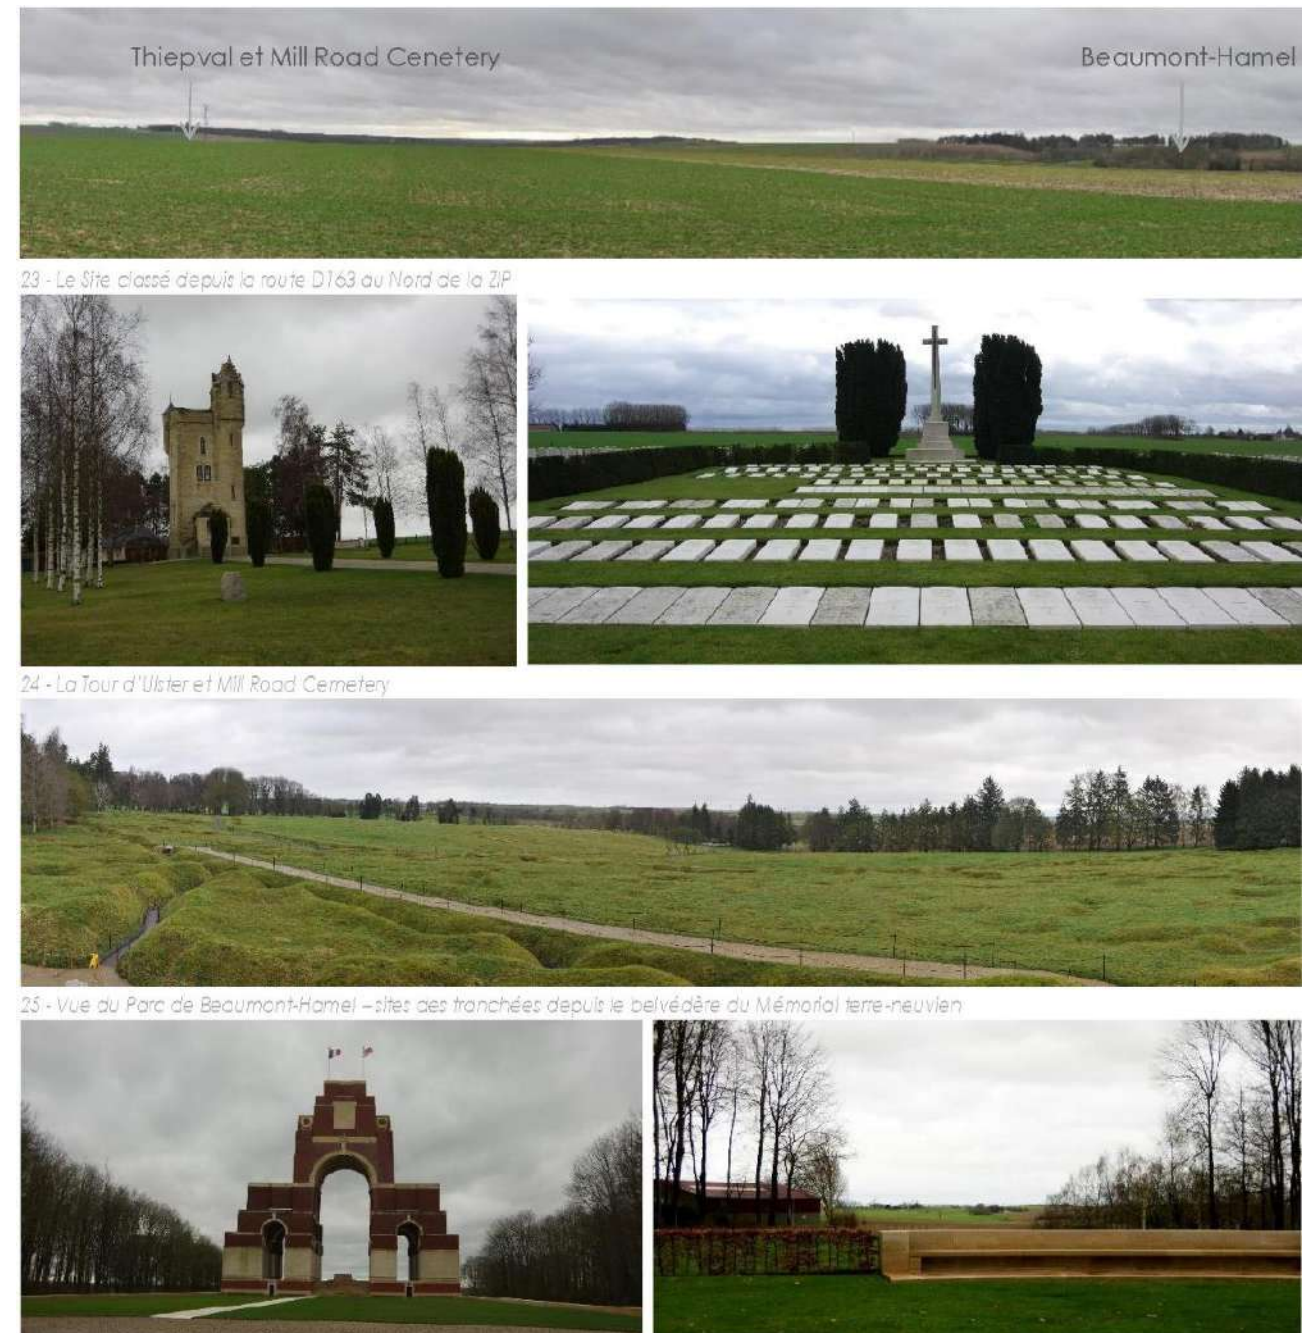 Thiepval et Mill Road Cenetery
Beaumont-Hamel
23 - Le Site classé depuis la route D163 au Nord de la ZIP
24 - La Tour d'Ulster et Mill Road Cemetery
25 - Vue du Parc de Beaumont-Hamel – sites des tranchées depuis le belvédère du Mémorial terre-neuvien